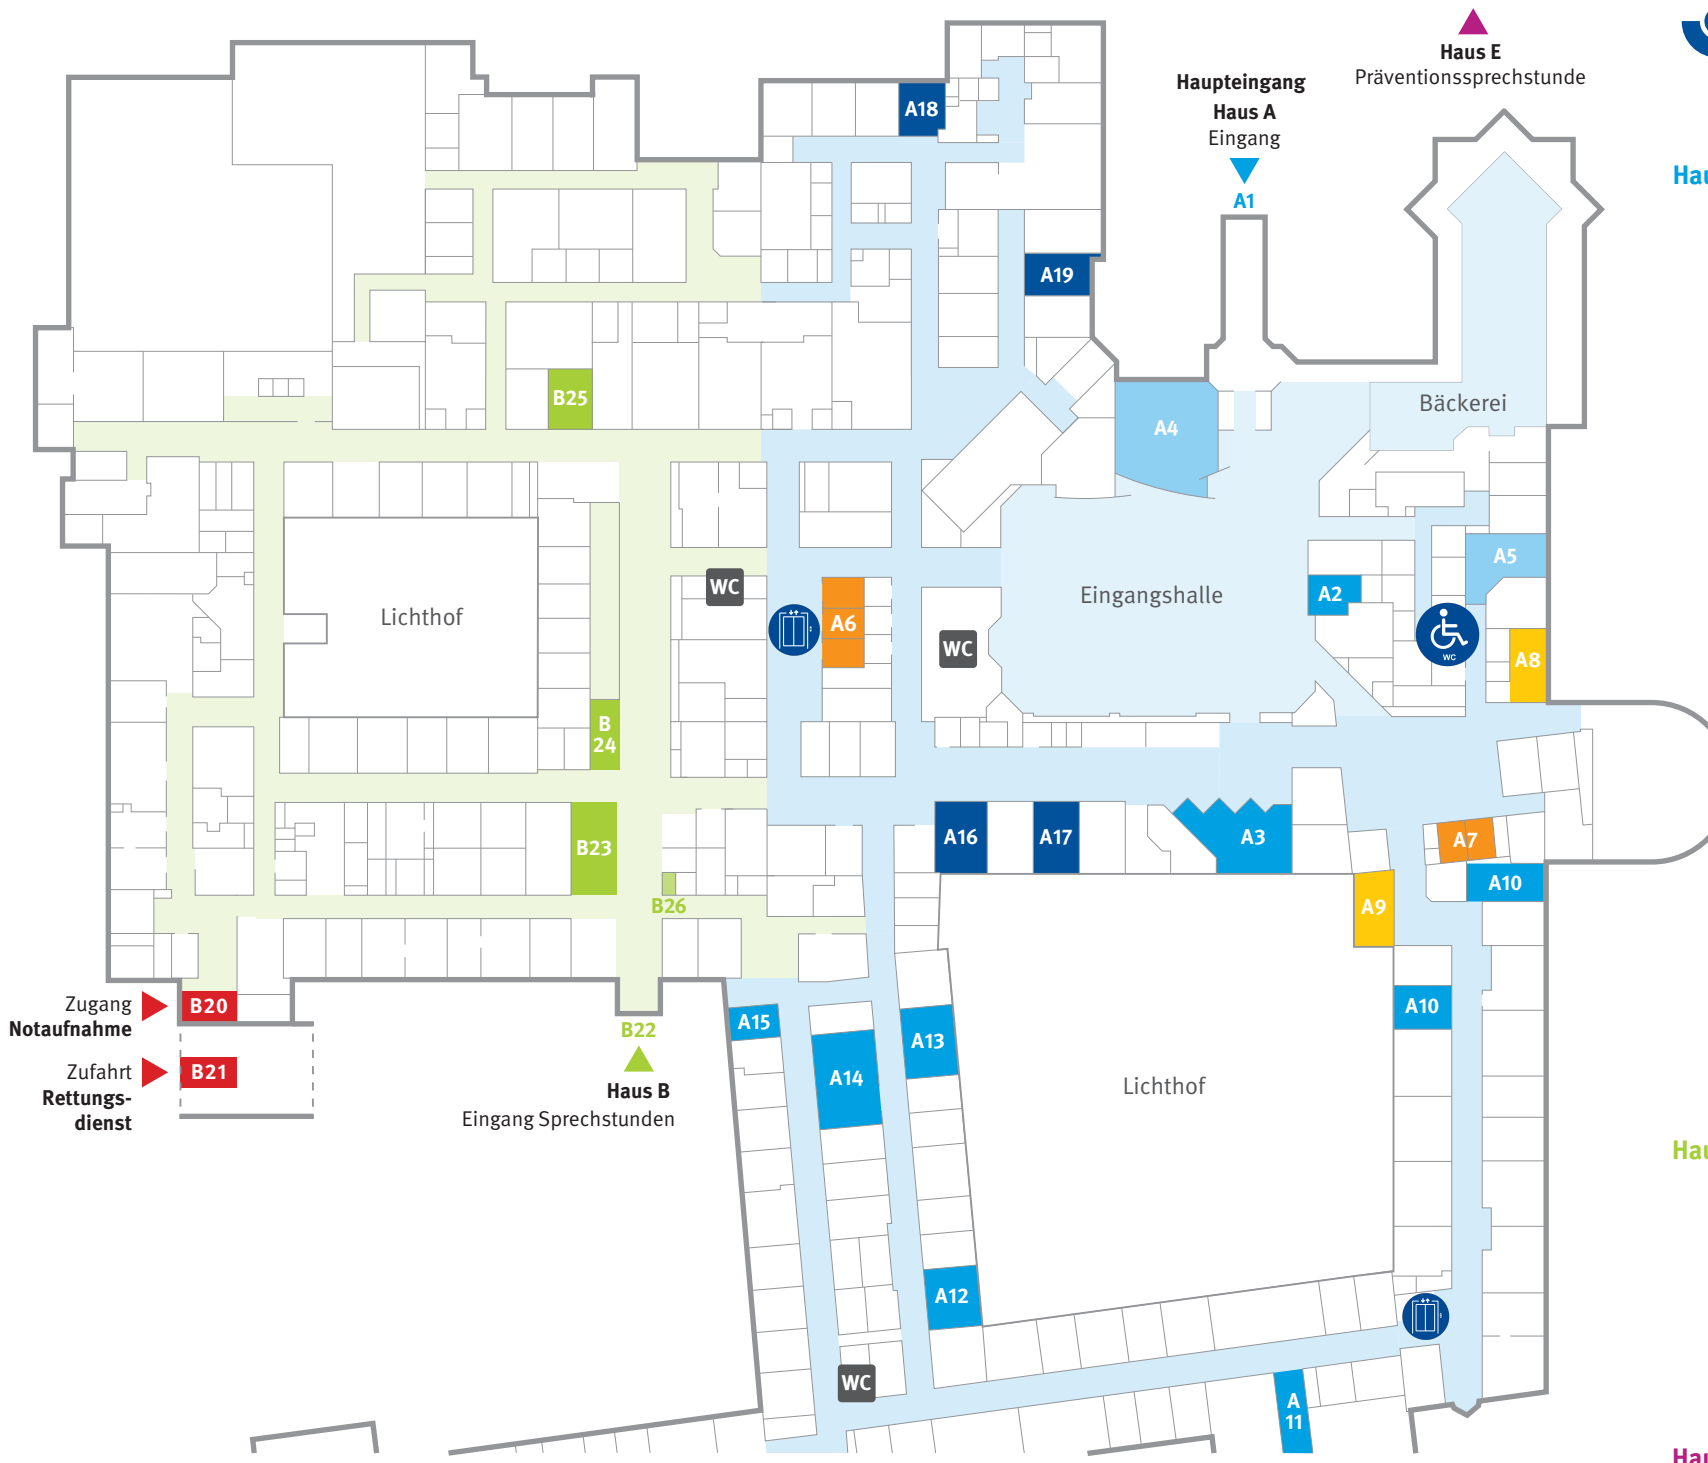 Haus E
Präventionssprechstunde
Haupteingang
Haus A
Eingang
A1
A18
A19
A4
Bäckerei
B25
A5
WC
Lichthof
A6
Eingangshalle
A2
WC
WC
A8
B
24
B23
A16
A17
A3
A7
A10
B26
A9
Zugang
Notaufnahme
B20
B22
A15
A13
A10
Zufahrt
Rettungs-
dienst
B21
Haus B
Eingang Sprechstunden
A14
Lichthof
A12
WC
A
11